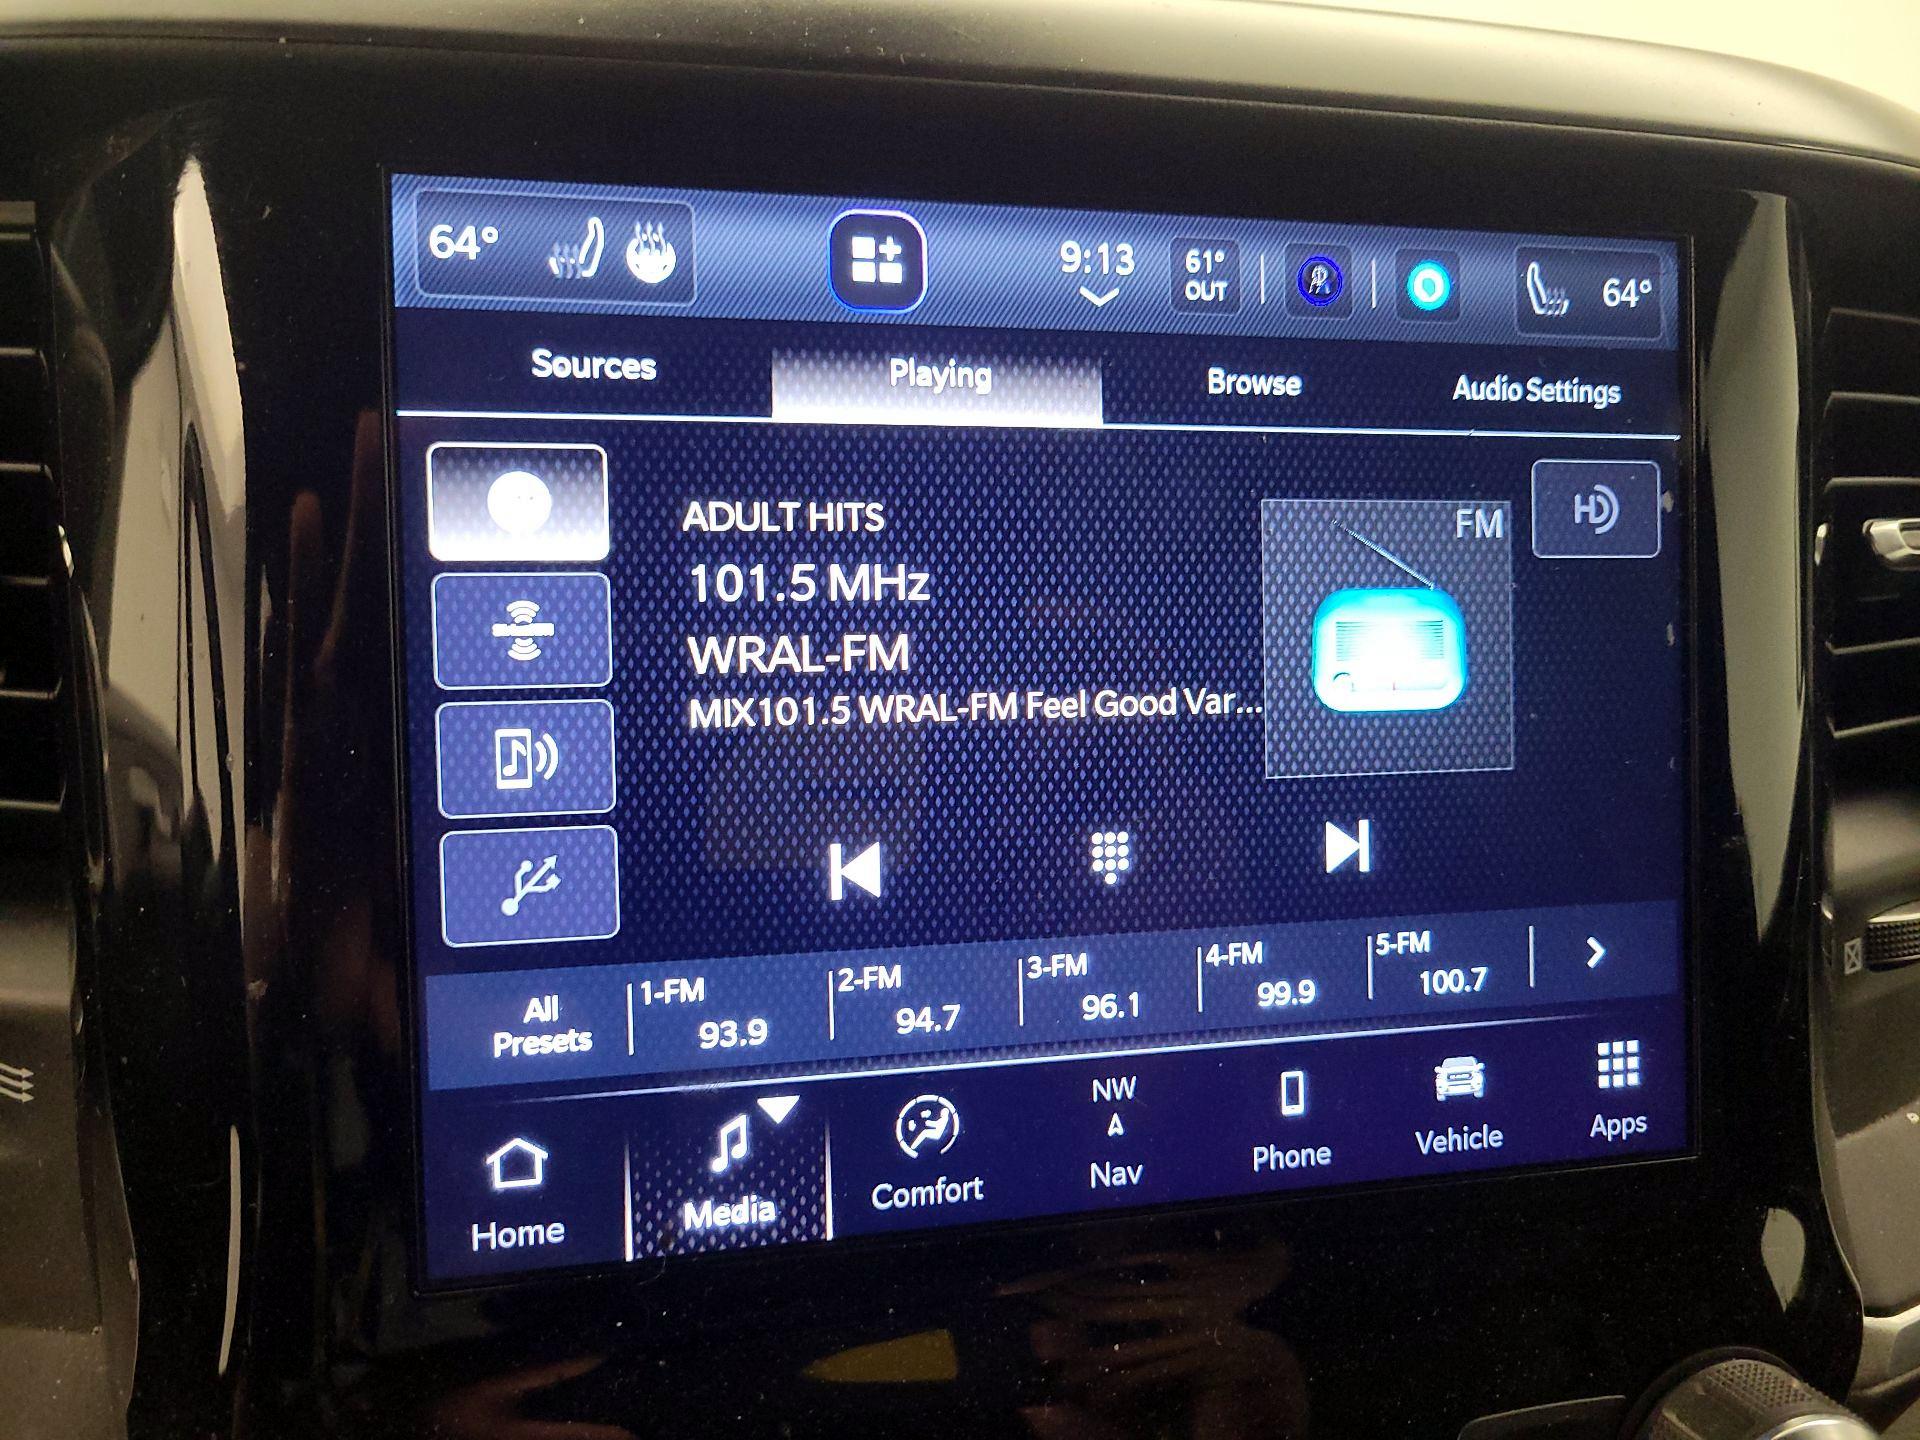 64°
9:13
61°
OUT
64°
Sources
Playing
Browse
Audio Settings
ADULT HITS
101.5 MHz
WRAL-FM
MIX101.5 WRAL-FM Feel Good Var...
FM
HD
All
Presets
1-FM
93.9
2-FM
94.7
3-FM
96.1
4-FM
99.9
5-FM
100.7
Home
Media
Comfort
NW
Nav
Phone
Vehicle
Apps